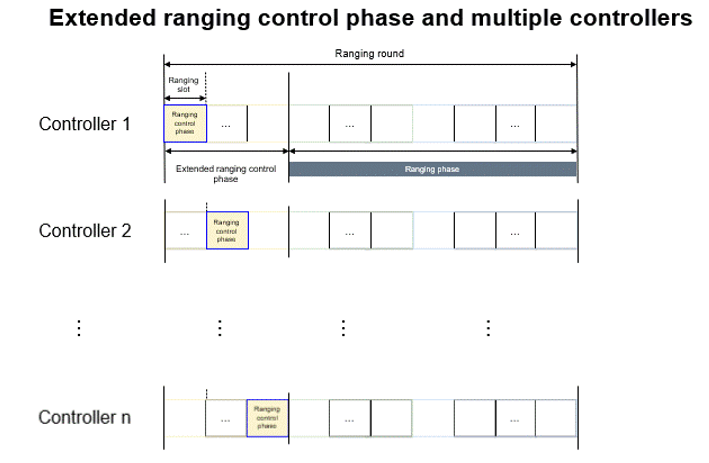 Extended ranging control phase and multiple controllers
Ranging round
Ranging
slot
Controller 1
Ranging
control
phase
...
...
...
Extended ranging control
phase
Ranging phase
Controller 2
...
Ranging
control
phase
...
...
⋮ ⋮ ⋮ ⋮
Controller n
...
Ranging
control
phase
...
...